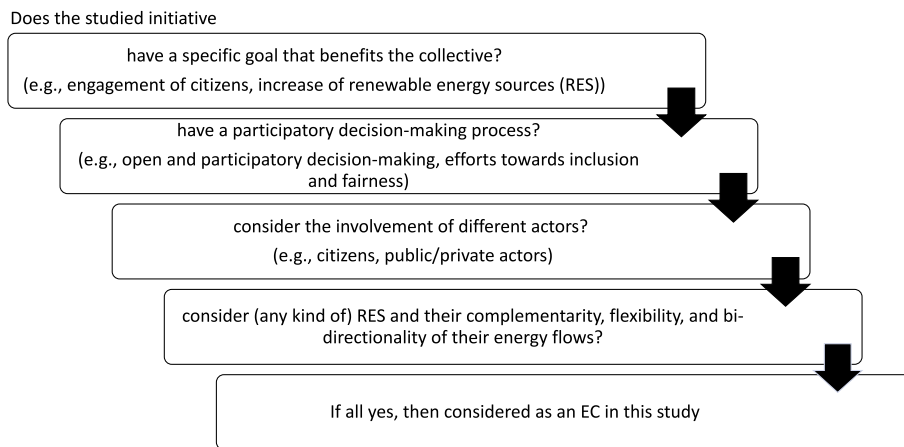 Does the studied initiative
have a specific goal that benefits the collective?
(e.g., engagement of citizens, increase of renewable energy sources (RES))
have a participatory decision-making process?
(e.g., open and participatory decision-making, efforts towards inclusion
and fairness)
consider the involvement of different actors?
(e.g., citizens, public/private actors)
consider (any kind of) RES and their complementarity, flexibility, and bi-
directionality of their energy flows?
If all yes, then considered as an EC in this study